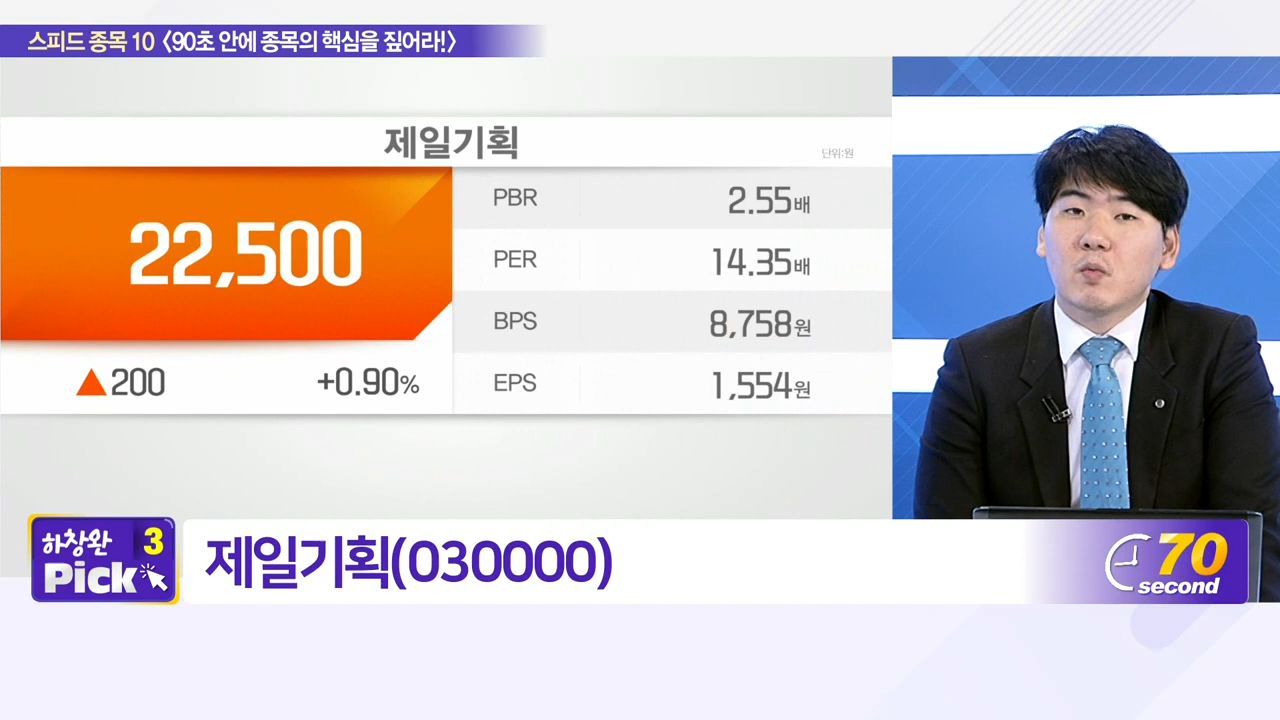 스피드 종목 10 〈90초 안에 종목의 핵심을 짚어라!〉
제일기획
단위:원
22,500
▲200 +0.90%
PBR 2.55배
PER 14.35배
BPS 8,758원
EPS 1,554원
하창완 3
Pick
제일기획(030000)
70
second